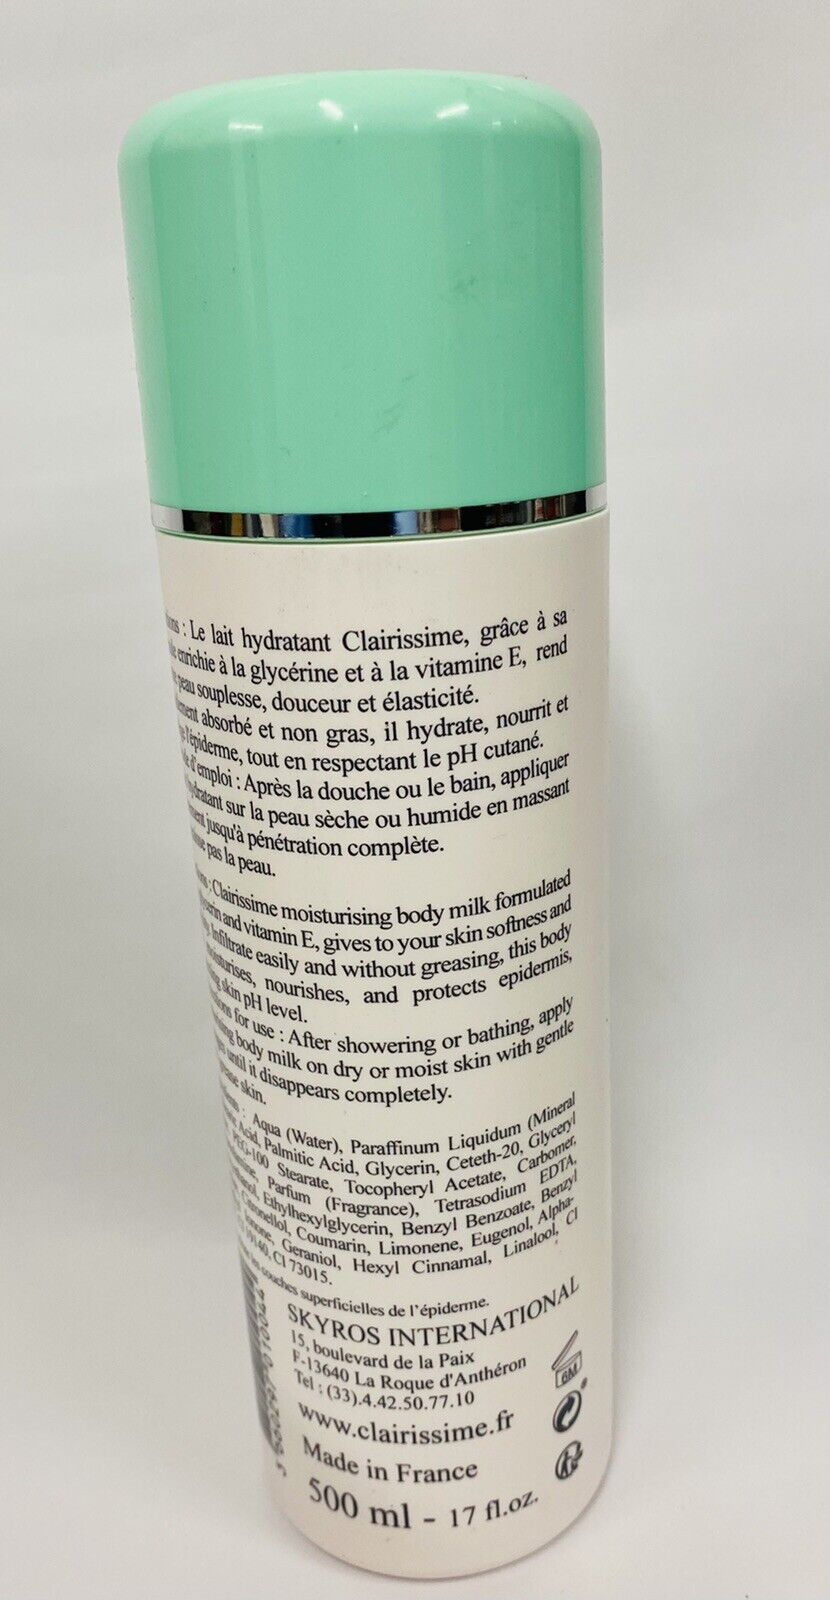 : Le lait hydratant Clairissime, grâce à sa
enrichie à la glycérine et à la vitamine E, rend
peau souplesse, douceur et élasticité.
absorbé et non gras, il hydrate, nourrit et
l'épiderme, tout en respectant le pH cutané.
d'emploi : Après la douche ou le bain, appliquer
hydratant sur la peau sèche ou humide en massant
jusqu'à pénétration complète.
pas la peau.
: Clairissime moisturising body milk formulated
and vitamin E, gives to your skin softness and
Infiltrate easily and without greasing, this body
nourishes, and protects epidermis,
skin pH level.
for use : After showering or bathing, apply
body milk on dry or moist skin with gentle
until it disappears completely.
skin.
: Aqua (Water), Paraffinum Liquidum (Mineral
Acid, Palmitic Acid, Glycerin, Ceteth-20, Glyceryl
PEG-100 Stearate, Tocopheryl Acetate, Carbomer,
Parfum (Fragrance), Tetrasodium EDTA,
Ethylhexylglycerin, Benzyl Benzoate, Benzyl
Citronellol, Coumarin, Limonene, Eugenol, Alpha-
Ionone, Geraniol, Hexyl Cinnamal, Linalool, CI
19140, CI 73015.
couches superficielles de l'épiderme.
SKYROS INTERNATIONAL
15, boulevard de la Paix
F-13640 La Roque d'Anthéron
Tel : (33).4.42.50.77.10
www.clairissime.fr
Made in France
500 ml - 17 fl.oz.
6M